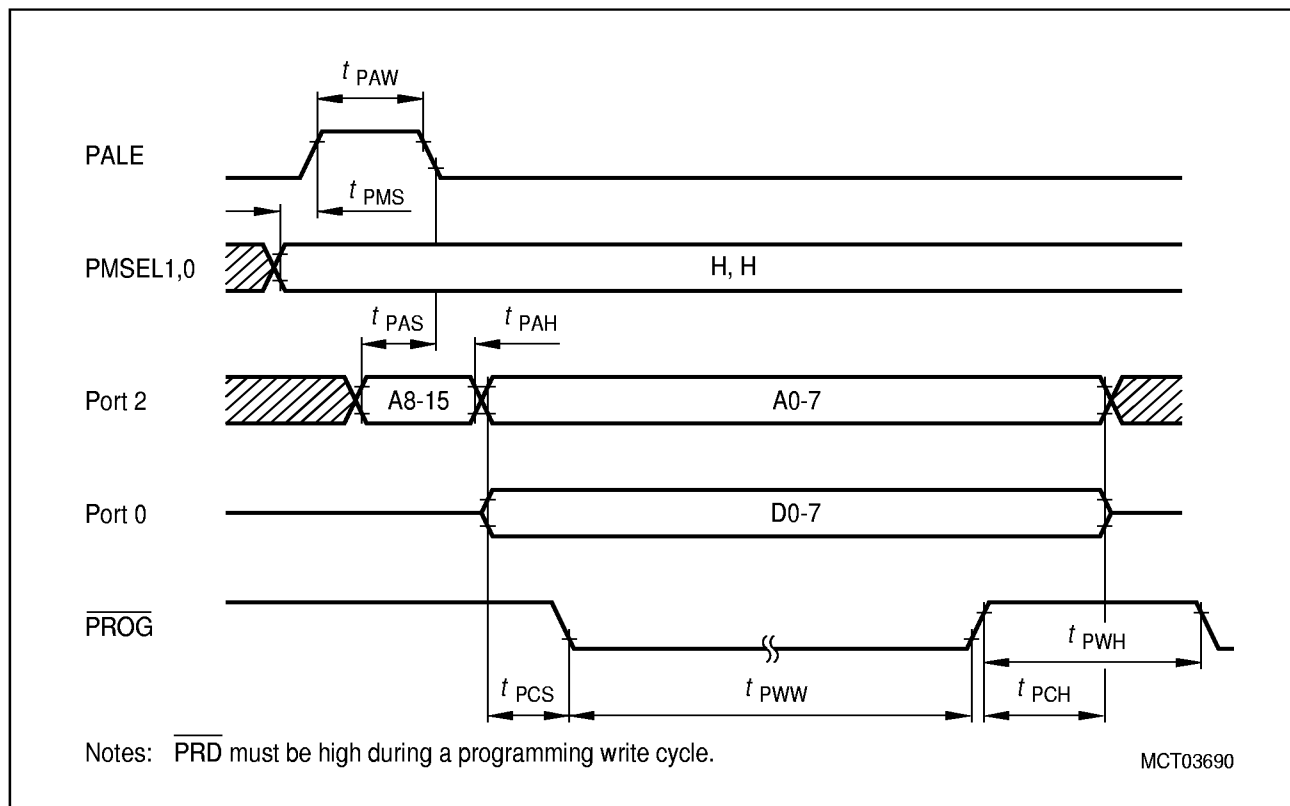 t PAW
PALE
t PMS
PMSEL1,0
H, H
t PAS
t PAH
Port 2
A8-15
A0-7
Port 0
D0-7
PROG
t PWH
t PCS
t PWW
t PCH
Notes: PRD must be high during a programming write cycle.
MCT03690